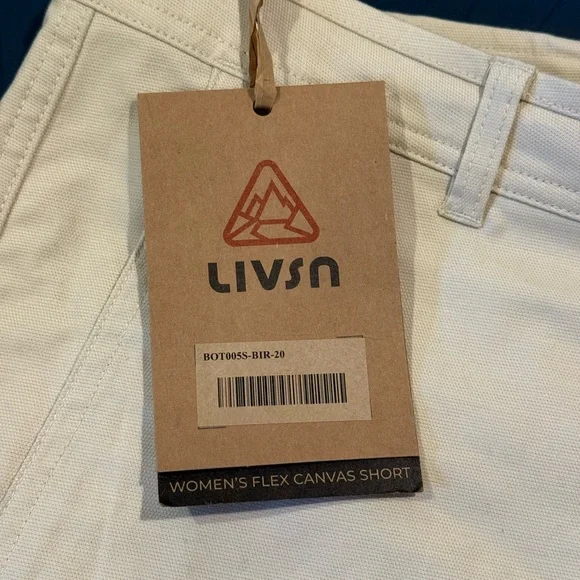 LIVSN
BOT005S-BIR-20
WOMEN'S FLEX CANVAS SHORT